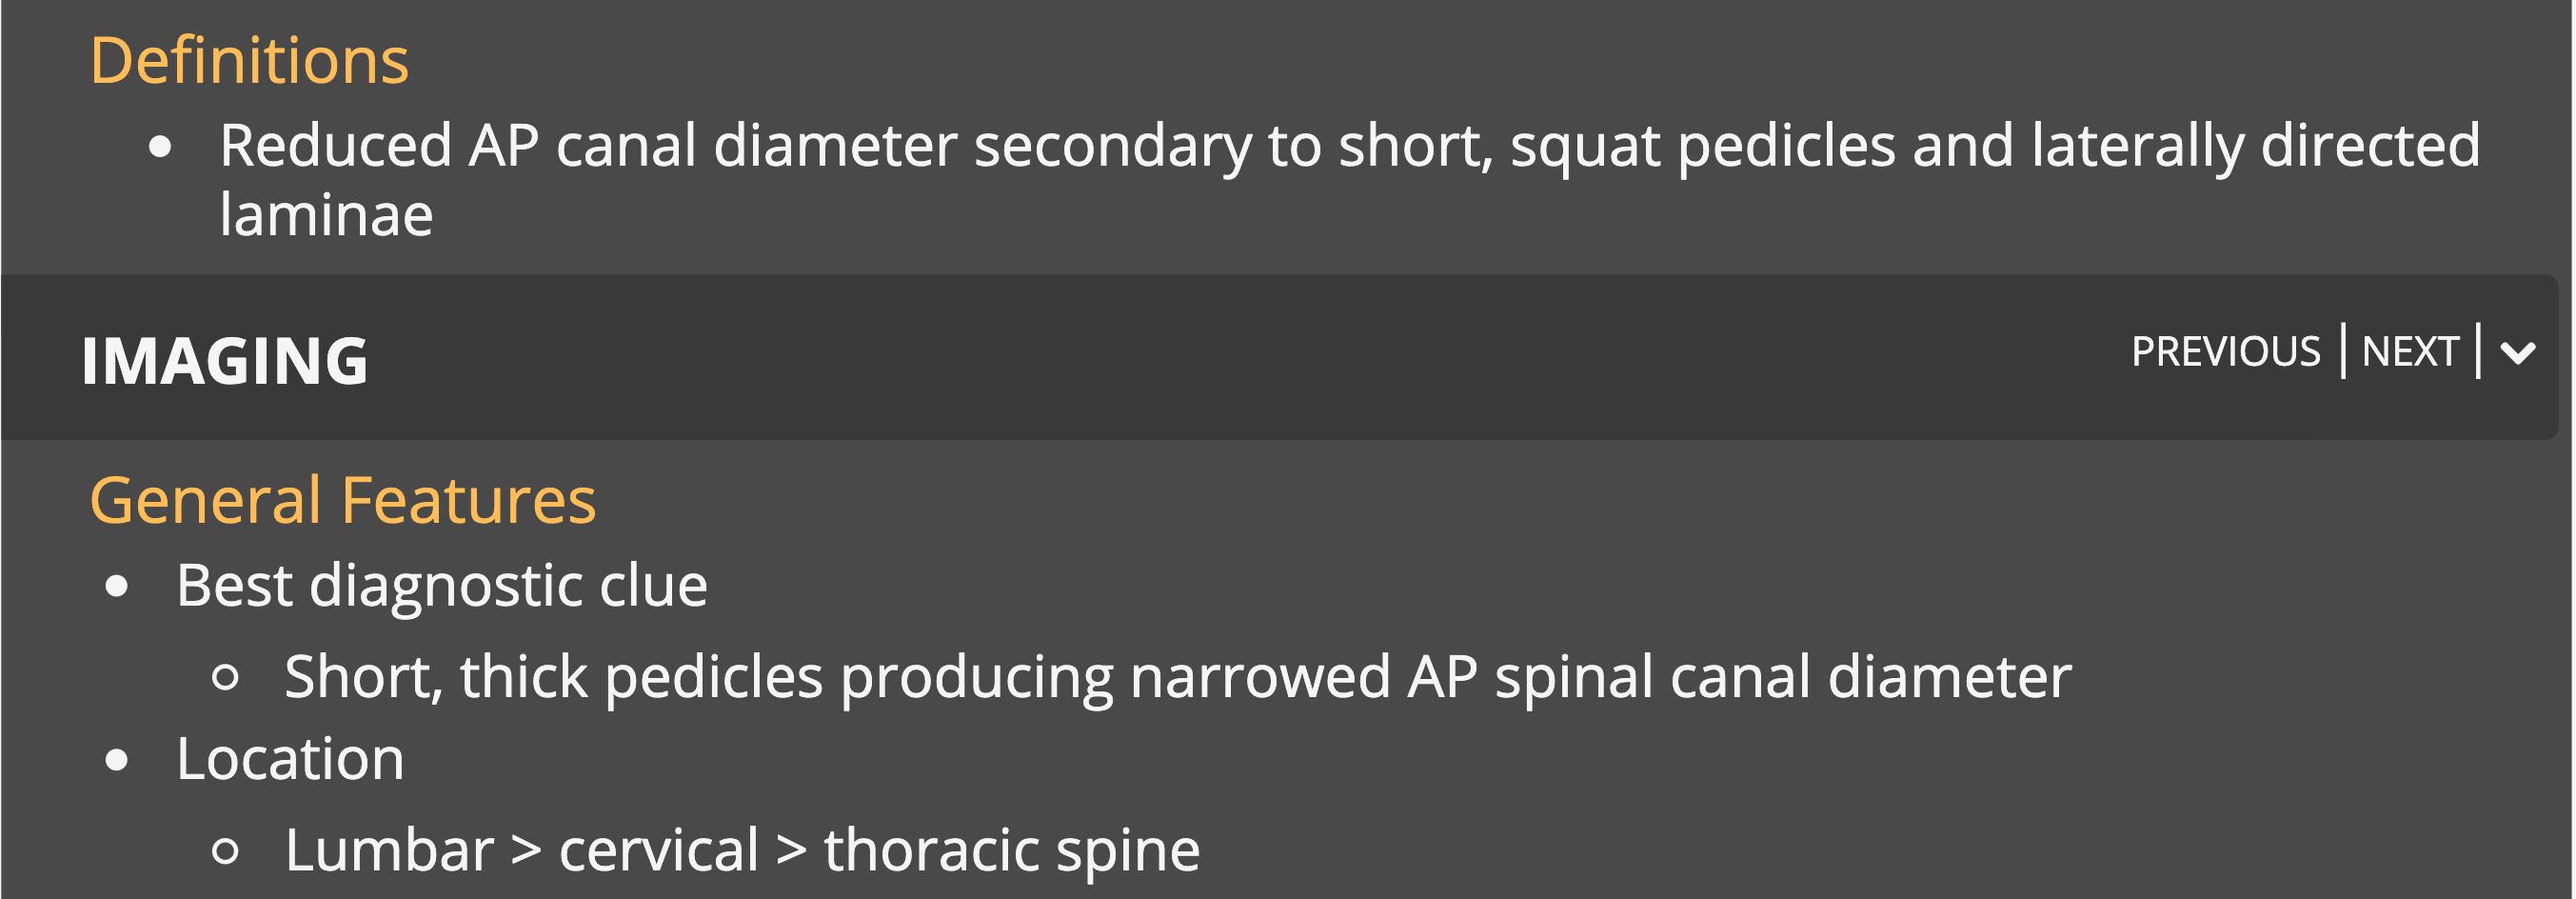 Definitions
• Reduced AP canal diameter secondary to short, squat pedicles and laterally directed
laminae
IMAGING
PREVIOUS | NEXT |
General Features
• Best diagnostic clue
○ Short, thick pedicles producing narrowed AP spinal canal diameter
• Location
○ Lumbar > cervical > thoracic spine